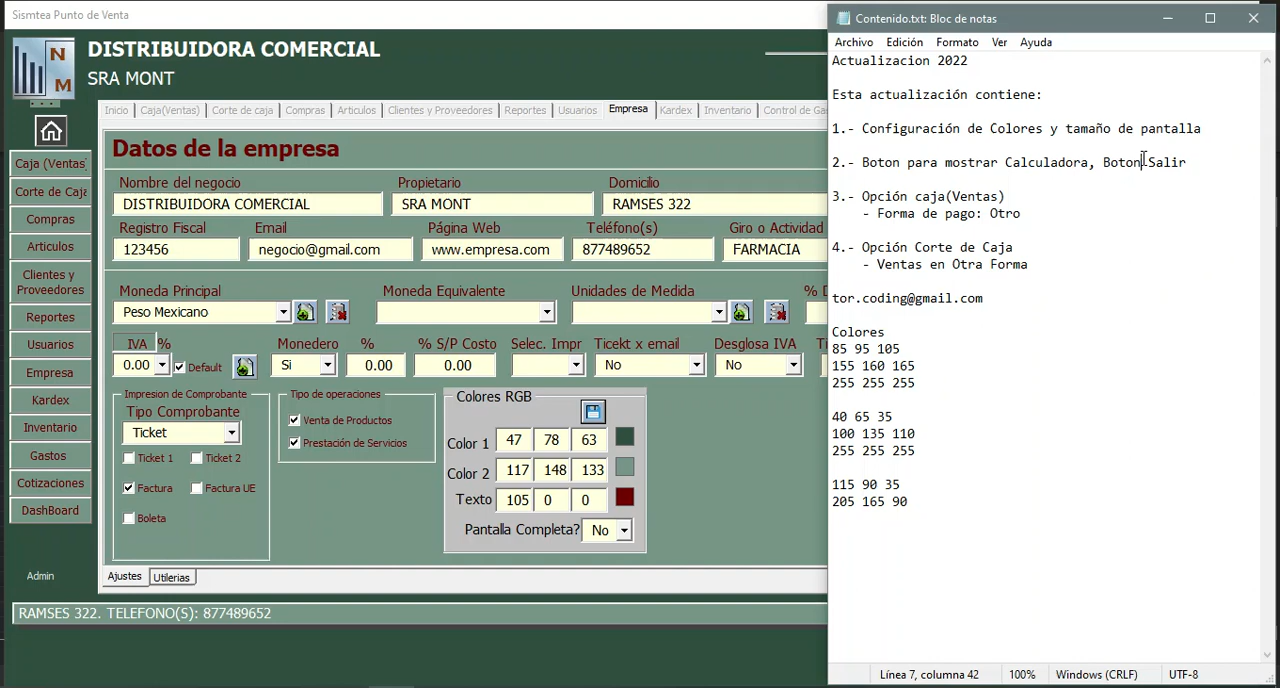 Sismtea Punto de Venta
N
M
DISTRIBUIDORA COMERCIAL
SRA MONT
Inicio Caja(Ventas) Corte de caja Compras Articulos Clientes y Proveedores Reportes Usuarios Empresa Kardex Inventario Control de Ga
Caja (Ventas)
Corte de Caja
Compras
Articulos
Clientes y
Proveedores
Reportes
Usuarios
Empresa
Kardex
Inventario
Gastos
Cotizaciones
DashBoard
Admin
Datos de la empresa
Nombre del negocio Propietario Domicilio
DISTRIBUIDORA COMERCIAL SRA MONT RAMSES 322
Registro Fiscal Email Página Web Teléfono(s) Giro o Actividad
123456 negocio@gmail.com www.empresa.com 877489652 FARMACIA
Moneda Principal Moneda Equivalente Unidades de Medida % D
Peso Mexicano
IVA % Monedero % % S/P Costo Selec. Impr Ticekt x email Desglosa IVA Ti
0.00 Default Si 0.00 0.00 No No
Impresion de Comprobante
Tipo Comprobante
Ticket
Ticket 1 Ticket 2
Factura Factura UE
Boleta
Tipo de operaciones
Venta de Productos
Prestación de Servicios
Colores RGB
Color 1 47 78 63
Color 2 117 148 133
Texto 105 0 0
Pantalla Completa? No
Ajustes Utilerias
RAMSES 322. TELEFONO(S): 877489652
Contenido.txt: Bloc de notas
Archivo Edición Formato Ver Ayuda
Actualizacion 2022
Esta actualización contiene:
1.- Configuración de Colores y tamaño de pantalla
2.- Boton para mostrar Calculadora, Boton Salir
3.- Opción caja(Ventas)
- Forma de pago: Otro
4.- Opción Corte de Caja
- Ventas en Otra Forma
tor.coding@gmail.com
Colores
85 95 105
155 160 165
255 255 255
40 65 35
100 135 110
255 255 255
115 90 35
205 165 90
Línea 7, columna 42 100% Windows (CRLF) UTF-8